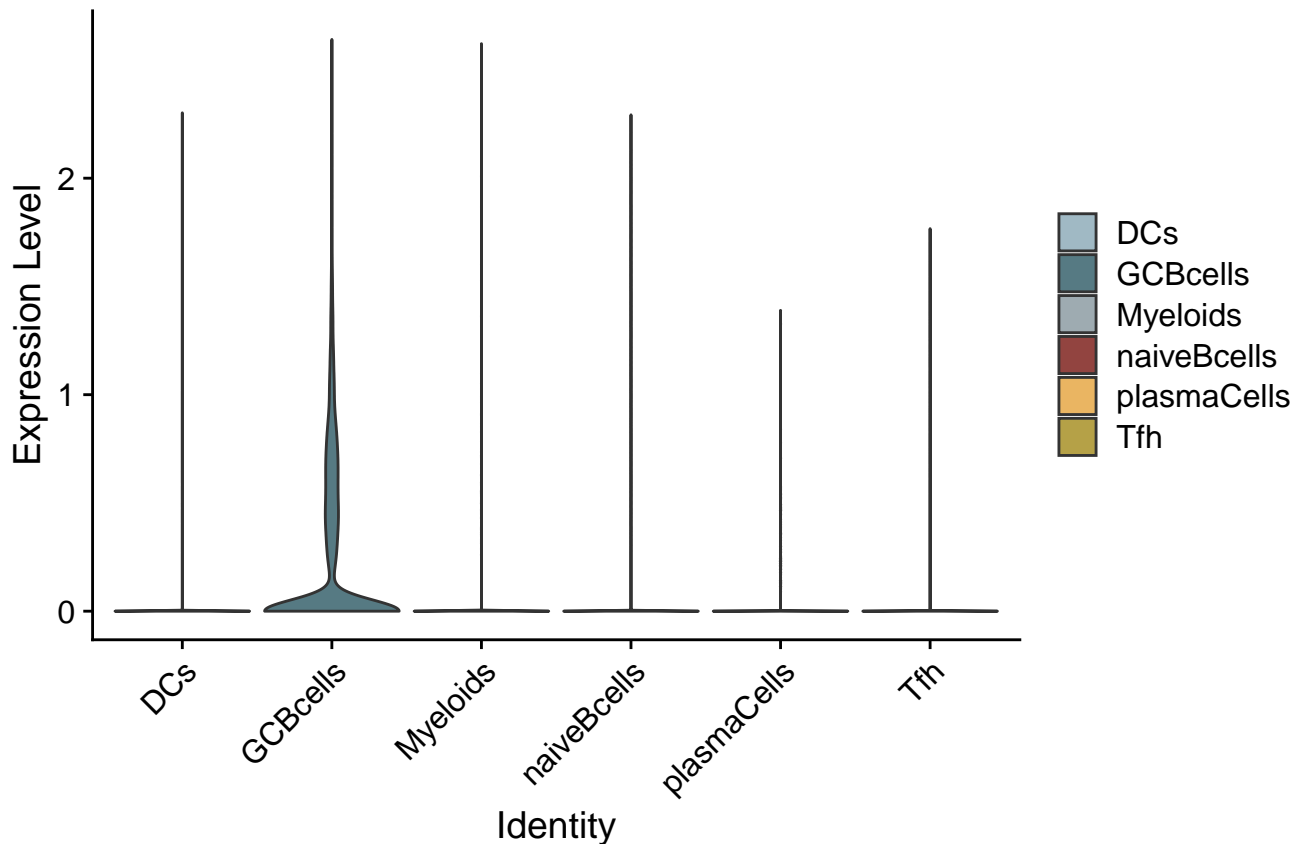 Expression Level
2
1
0
DCs
GCBcells
Myeloids
naiveBcells
plasmaCells
Tfh
Identity
DCs
GCBcells
Myeloids
naiveBcells
plasmaCells
Tfh